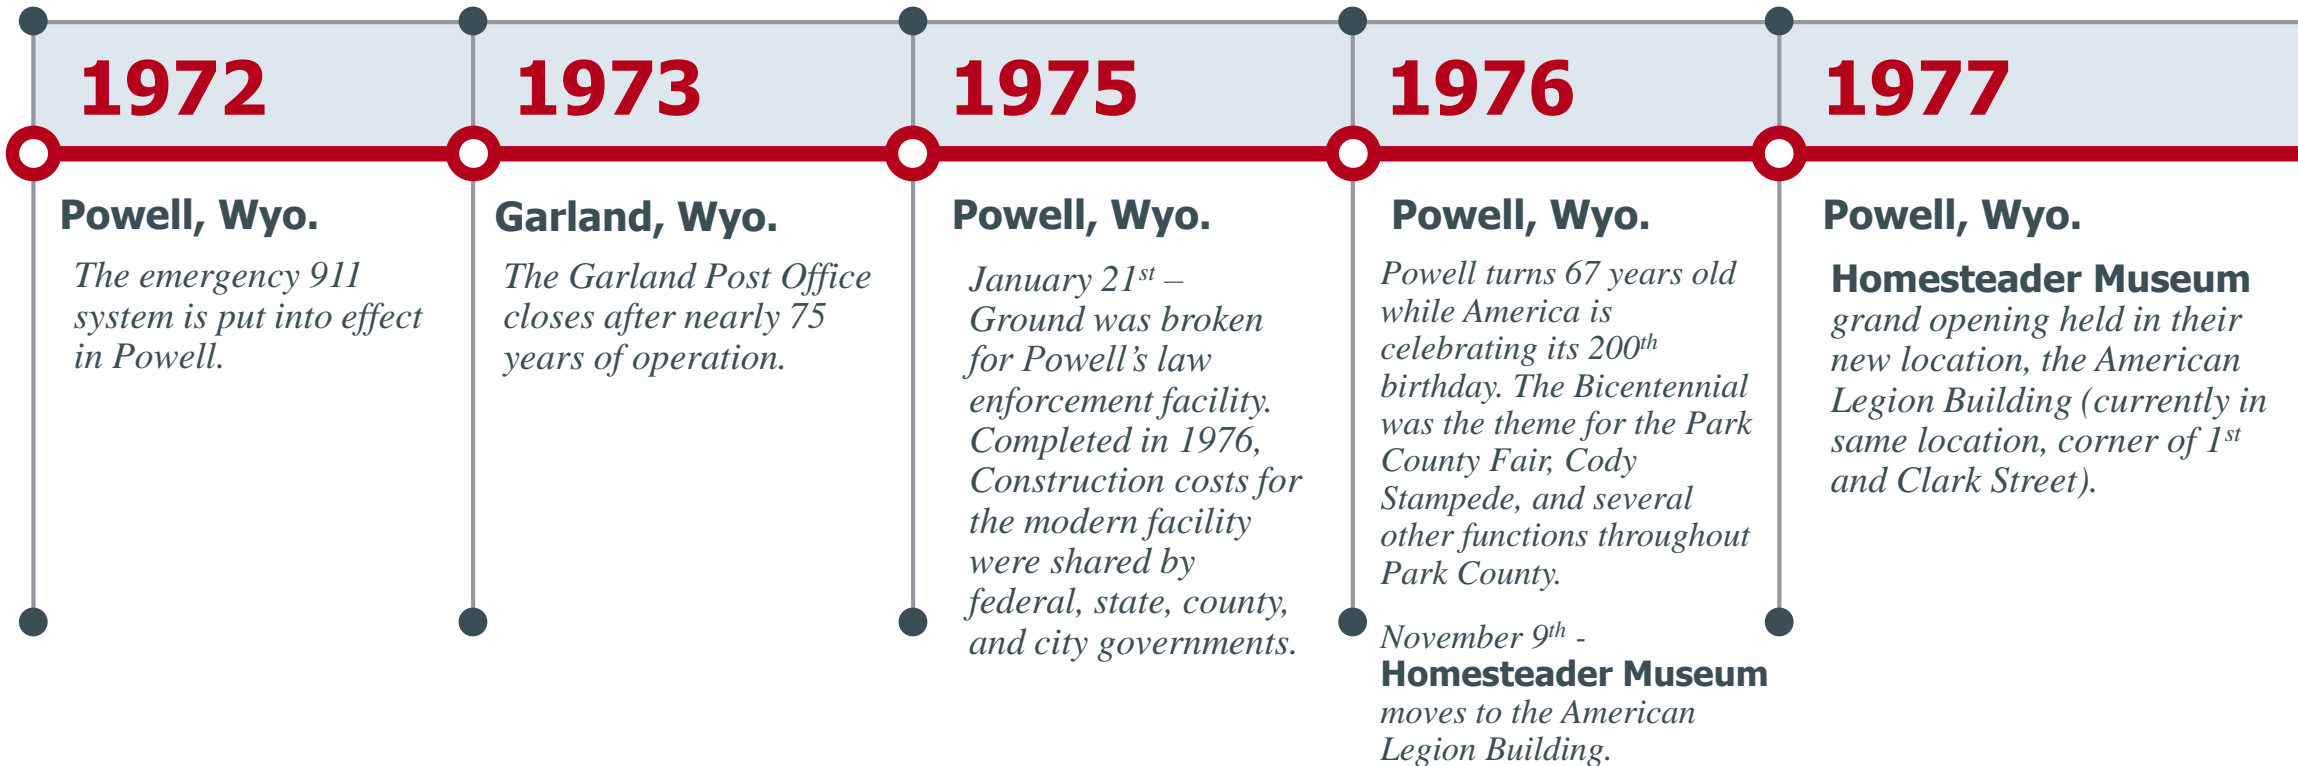 1972
Powell, Wyo.
The emergency 911
system is put into effect
in Powell.
1973
Garland, Wyo.
The Garland Post Office
closes after nearly 75
years of operation.
1975
Powell, Wyo.
January 21st –
Ground was broken
for Powell’s law
enforcement facility.
Completed in 1976,
Construction costs for
the modern facility
were shared by
federal, state, county,
and city governments.
1976
Powell, Wyo.
Powell turns 67 years old
while America is
celebrating its 200th
birthday. The Bicentennial
was the theme for the Park
County Fair, Cody
Stampede, and several
other functions throughout
Park County.
November 9th -
Homesteader Museum
moves to the American
Legion Building.
1977
Powell, Wyo.
Homesteader Museum
grand opening held in their
new location, the American
Legion Building (currently in
same location, corner of 1st
and Clark Street).